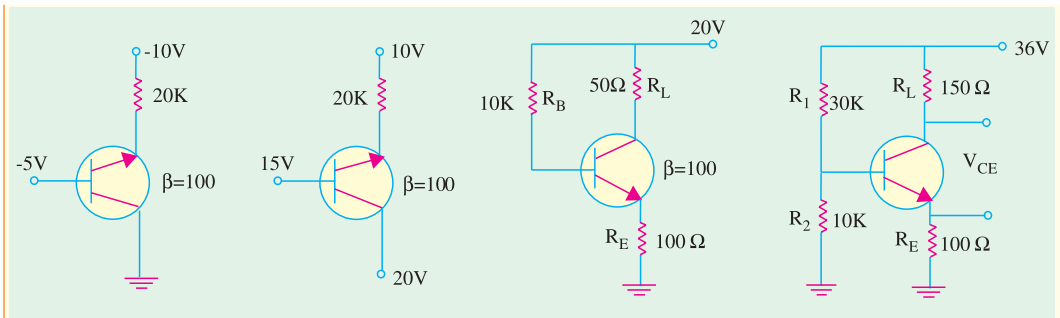 -10V
20K
-5V
β=100
10V
20K
15V
β=100
20V
20V
50Ω R_L
10K R_B
β=100
R_E 100 Ω
36V
R_1 30K
R_L 150 Ω
V_CE
R_2 10K
R_E 100 Ω